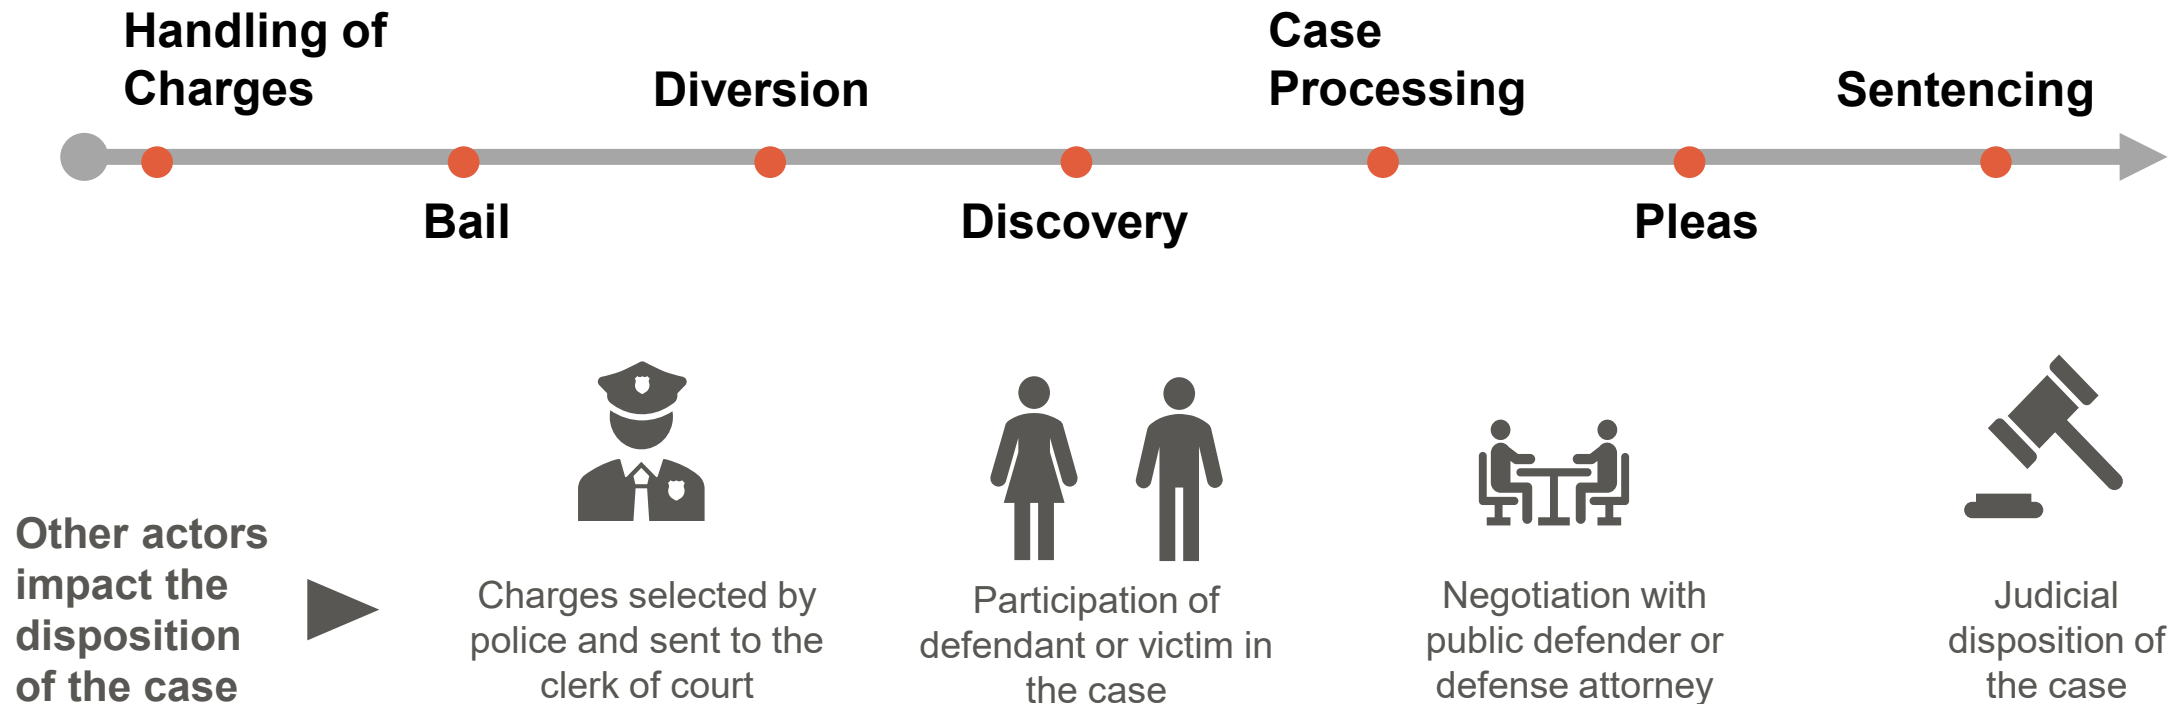 Handling of
Charges
Bail
Diversion
Discovery
Case
Processing
Pleas
Sentencing
Other actors
impact the
disposition
of the case
Charges selected by
police and sent to the
clerk of court
Participation of
defendant or victim in
the case
Negotiation with
public defender or
defense attorney
Judicial
disposition of
the case